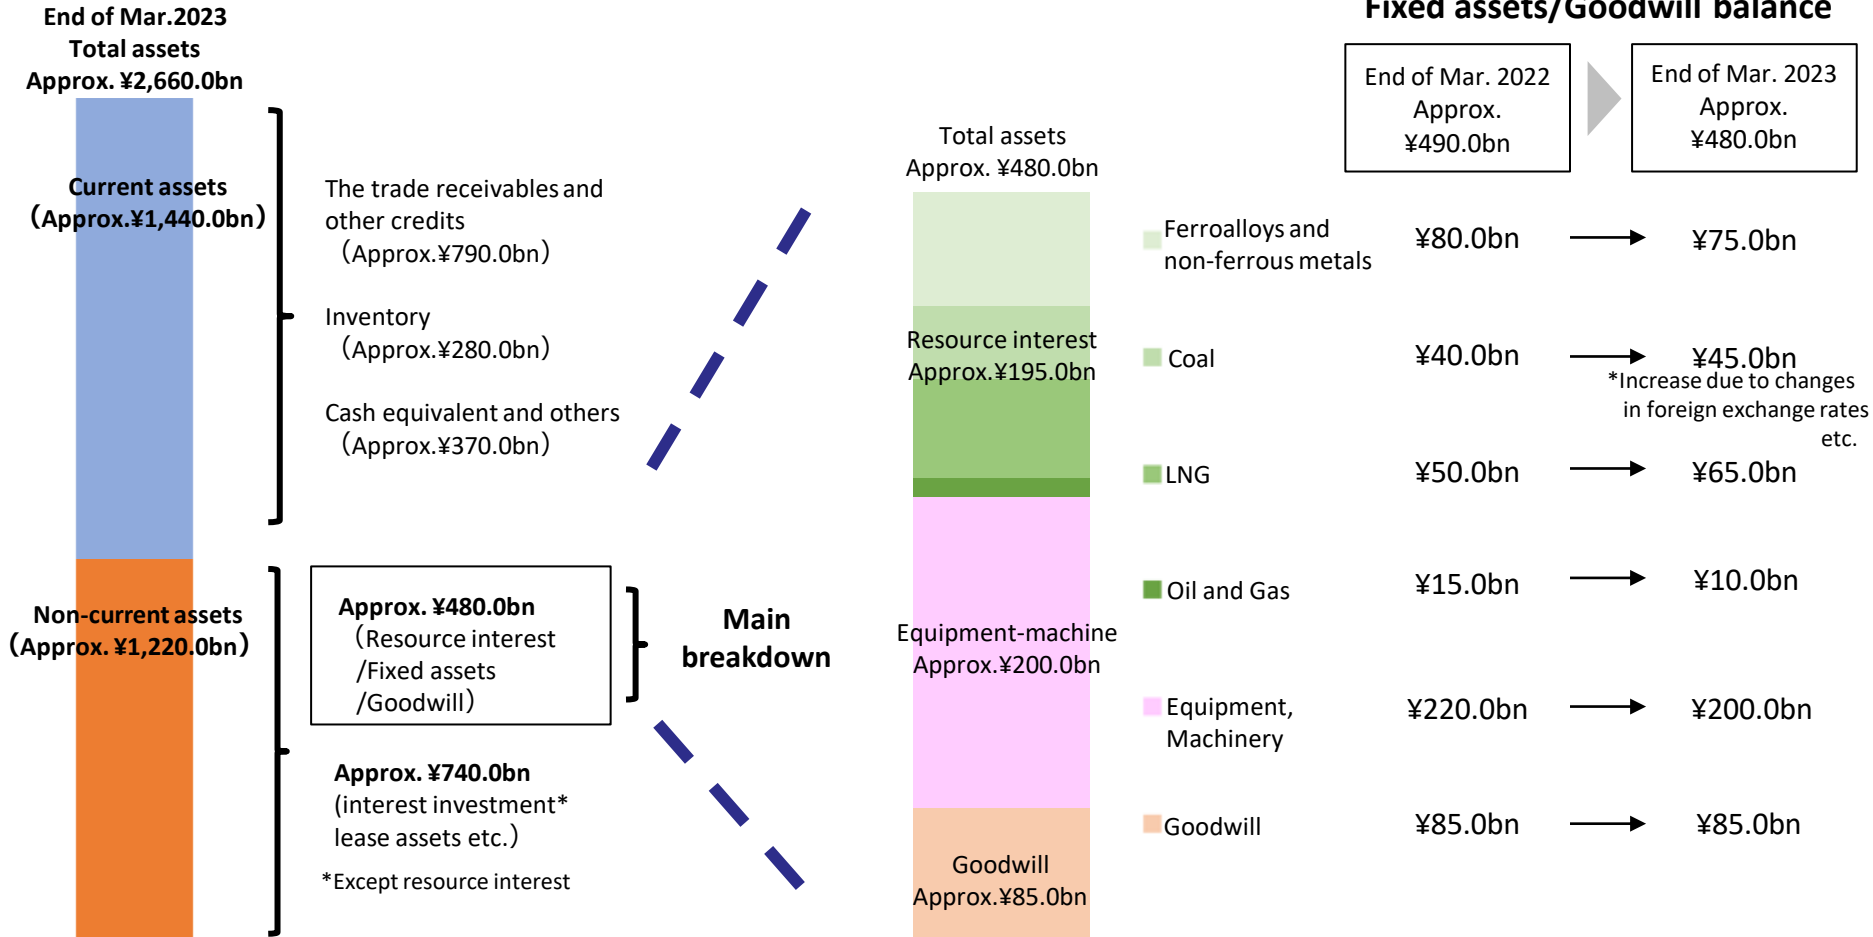 End of Mar.2023
Total assets
Approx. ¥2,660.0bn
Current assets
（Approx.¥1,440.0bn）
Non-current assets
（Approx. ¥1,220.0bn）
The trade receivables and
other credits
（Approx.¥790.0bn）
Inventory
（Approx.¥280.0bn）
Cash equivalent and others
（Approx.¥370.0bn）
Approx. ¥480.0bn
（Resource interest
/Fixed assets
/Goodwill）
Approx. ¥740.0bn
(interest investment*
lease assets etc.）
*Except resource interest
Main
breakdown
Total assets
Approx. ¥480.0bn
Resource interest
Approx.¥195.0bn
Equipment-machine
Approx.¥200.0bn
Goodwill
Approx.¥85.0bn
Fixed assets/Goodwill balance
End of Mar. 2022
Approx.
¥490.0bn
End of Mar. 2023
Approx.
¥480.0bn
Ferroalloys and
non-ferrous metals
¥80.0bn
¥75.0bn
Coal
¥40.0bn
¥45.0bn
*Increase due to changes
in foreign exchange rates
etc.
LNG
¥50.0bn
¥65.0bn
Oil and Gas
¥15.0bn
¥10.0bn
Equipment,
Machinery
¥220.0bn
¥200.0bn
Goodwill
¥85.0bn
¥85.0bn